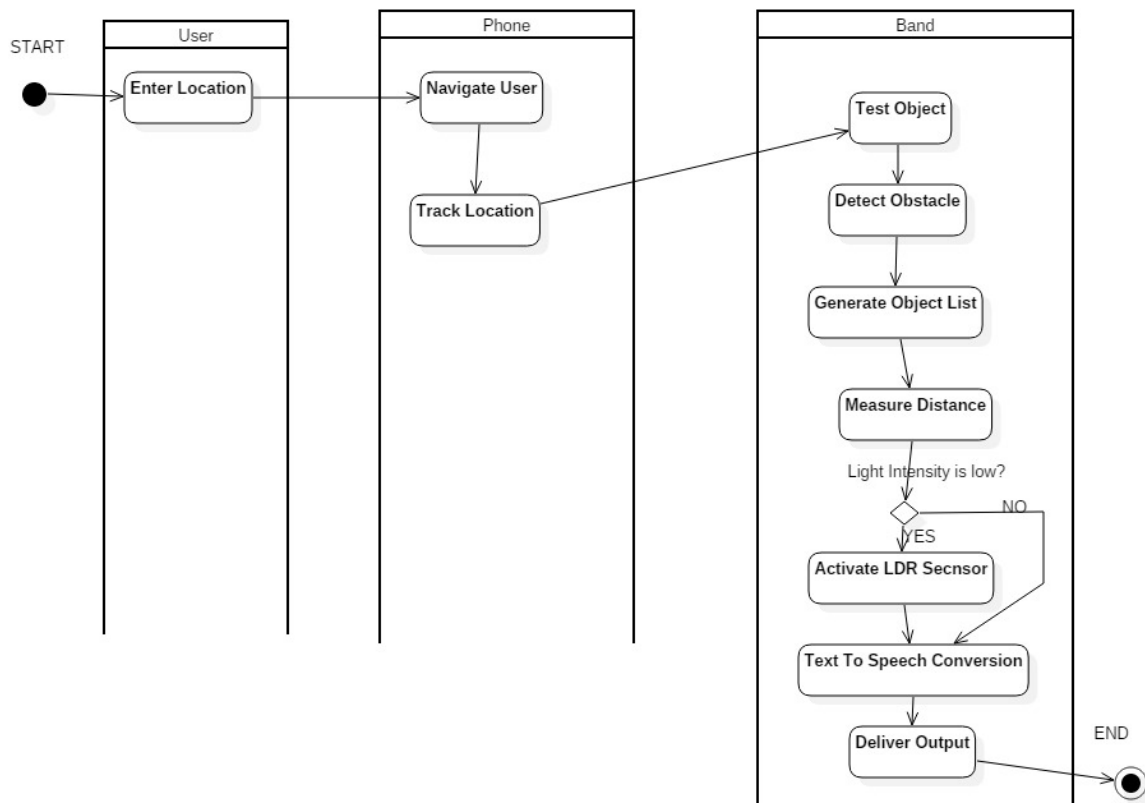 START
User
Phone
Band
Enter Location
Navigate User
Track Location
Test Object
Detect Obstacle
Generate Object List
Measure Distance
Light Intensity is low?
NO
YES
Activate LDR Secnsor
Text To Speech Conversion
Deliver Output
END